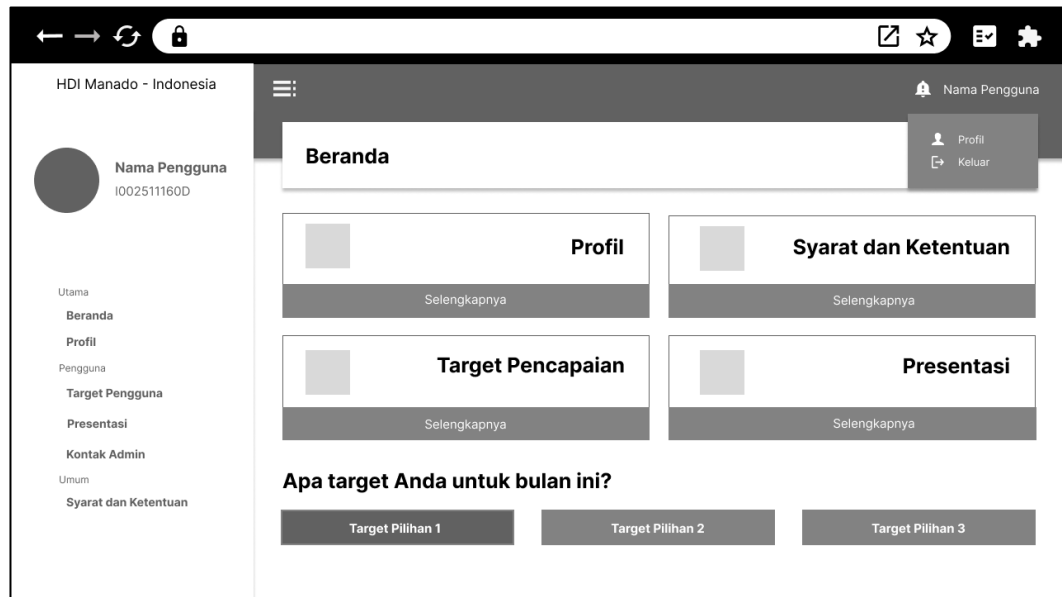 HDI Manado - Indonesia
Nama Pengguna
Nama Pengguna
I002511160D
Utama
Beranda
Profil
Pengguna
Target Pengguna
Presentasi
Kontak Admin
Umum
Syarat dan Ketentuan
Beranda
Profil
Keluar
Profil
Selengkapnya
Syarat dan Ketentuan
Selengkapnya
Target Pencapaian
Selengkapnya
Presentasi
Selengkapnya
Apa target Anda untuk bulan ini?
Target Pilihan 1
Target Pilihan 2
Target Pilihan 3